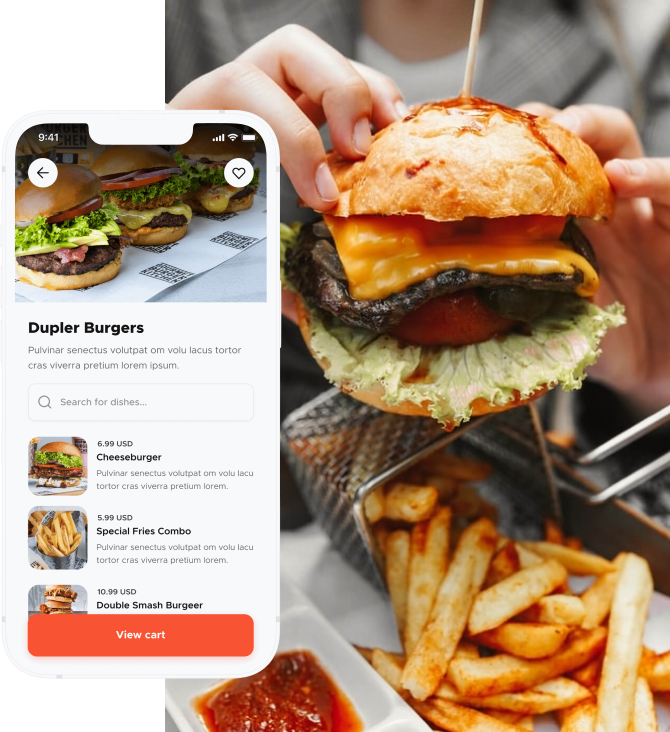 9:41
Dupler Burgers
Pulvinar senectus volutpat om volu lacus tortor
cras viverra pretium lorem ipsum.
Search for dishes...
6.99 USD
Cheeseburger
Pulvinar senectus volutpat om volu lacu
tortor cras viverra pretium lorem.
5.99 USD
Special Fries Combo
Pulvinar senectus volutpat om volu lacu
tortor cras viverra pretium lorem.
10.99 USD
Double Smash Burgeer
View cart